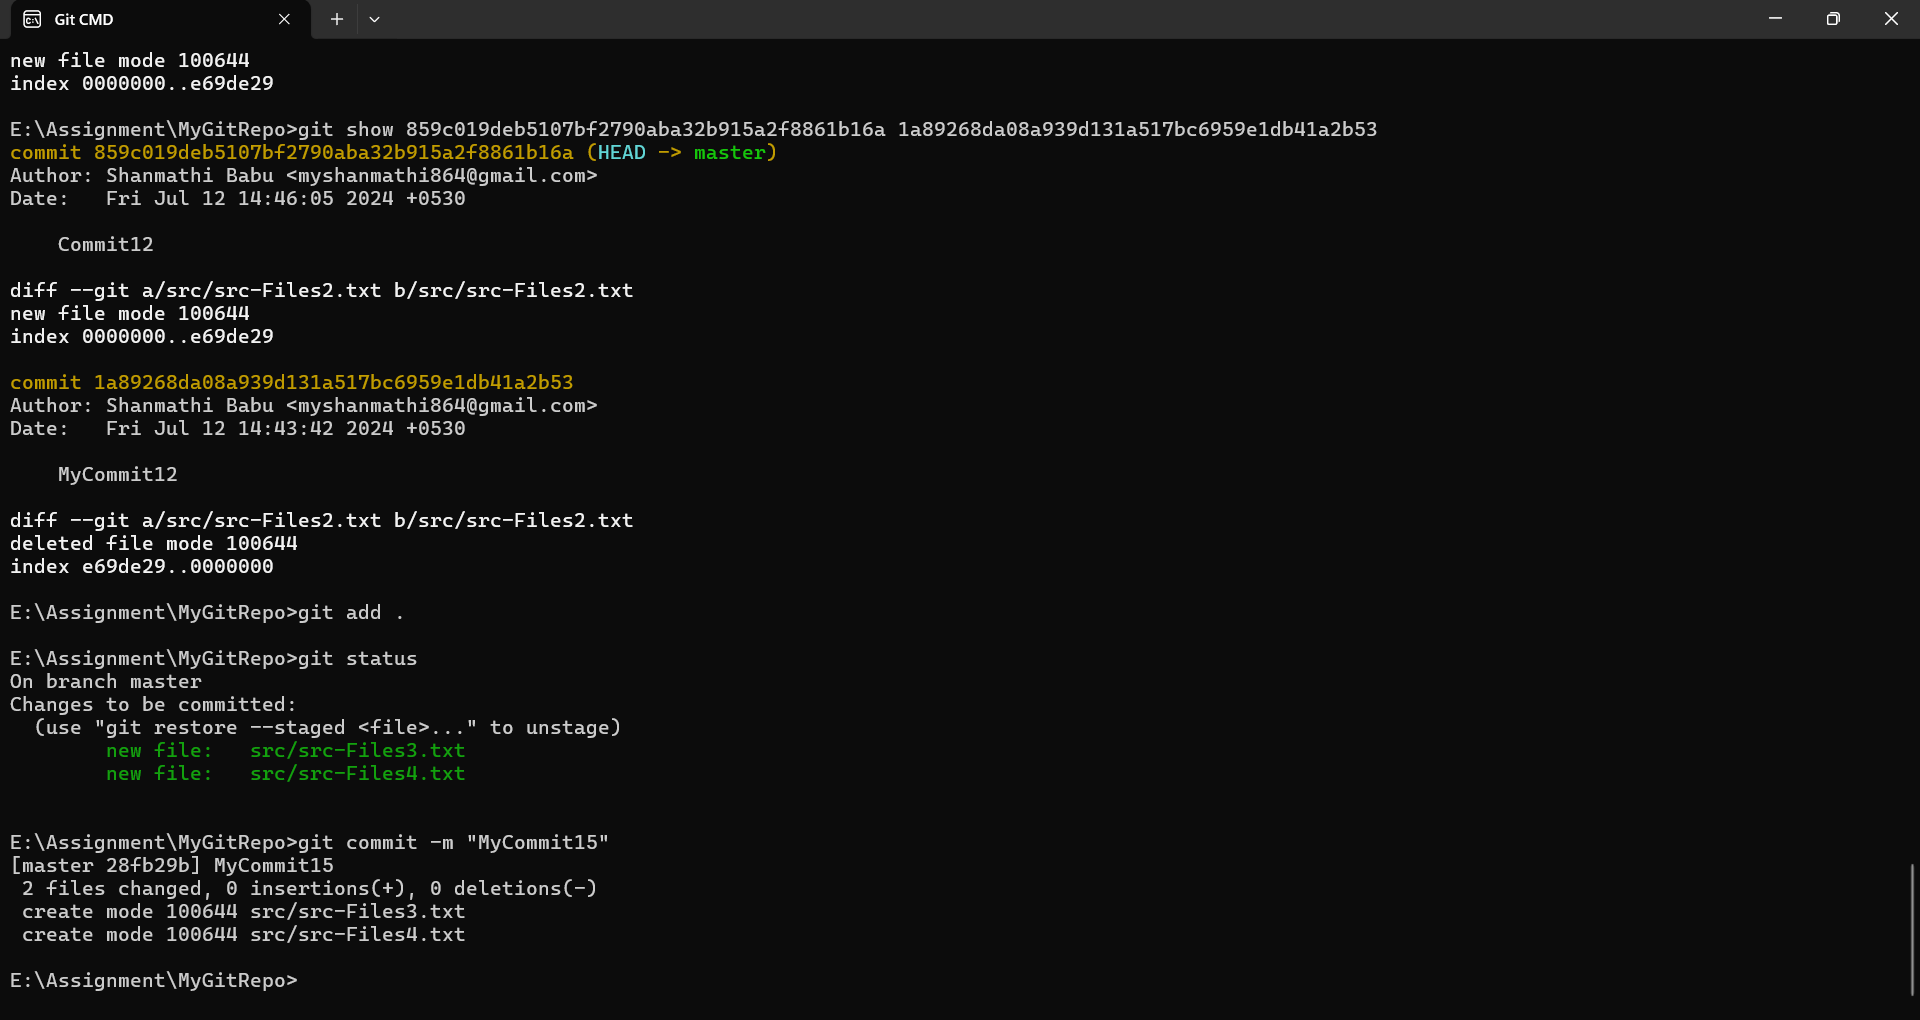 Git CMD
new file mode 100644
index 0000000..e69de29
E:\Assignment\MyGitRepo>git show 859c019deb5107bf2790aba32b915a2f8861b16a 1a89268da08a939d131a517bc6959e1db41a2b53
commit 859c019deb5107bf2790aba32b915a2f8861b16a (HEAD -> master)
Author: Shanmathi Babu <myshanmathi864@gmail.com>
Date:   Fri Jul 12 14:46:05 2024 +0530
    Commit12
diff --git a/src/src-Files2.txt b/src/src-Files2.txt
new file mode 100644
index 0000000..e69de29
commit 1a89268da08a939d131a517bc6959e1db41a2b53
Author: Shanmathi Babu <myshanmathi864@gmail.com>
Date:   Fri Jul 12 14:43:42 2024 +0530
    MyCommit12
diff --git a/src/src-Files2.txt b/src/src-Files2.txt
deleted file mode 100644
index e69de29..0000000
E:\Assignment\MyGitRepo>git add .
E:\Assignment\MyGitRepo>git status
On branch master
Changes to be committed:
  (use "git restore --staged <file>..." to unstage)
        new file:   src/src-Files3.txt
        new file:   src/src-Files4.txt
E:\Assignment\MyGitRepo>git commit -m "MyCommit15"
[master 28fb29b] MyCommit15
 2 files changed, 0 insertions(+), 0 deletions(-)
 create mode 100644 src/src-Files3.txt
 create mode 100644 src/src-Files4.txt
E:\Assignment\MyGitRepo>